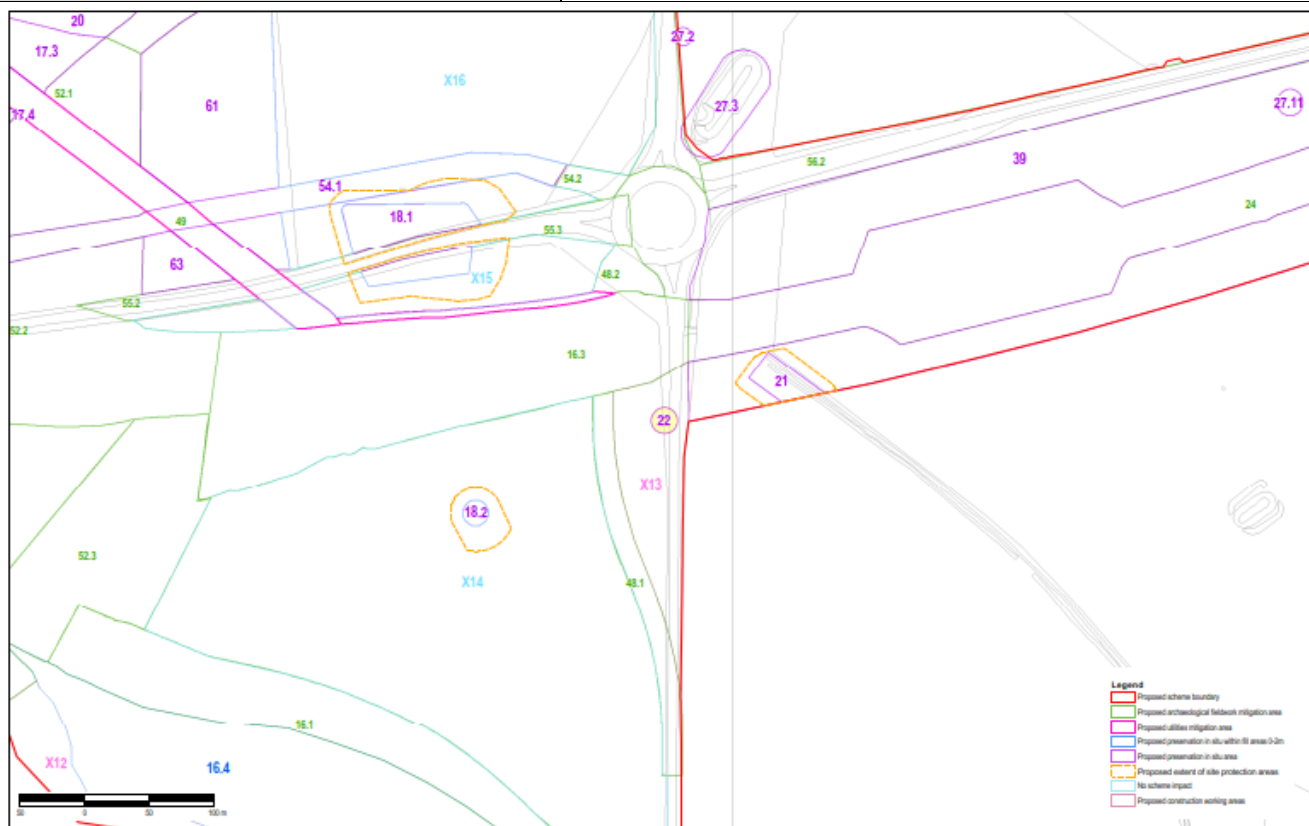 20
27.2
17.3
X16
27.3
52.1
61
27.11
17.4
56.2
39
54.2
54.1
24
18.1
49
55.3
63
X15
48.2
55.2
52.2
16.3
21
22
X13
18.2
52.3
X14
48.1
16.1
X12
16.4
50 0 50 100 m
Legend
Proposed scheme boundary
Proposed archaeological fieldwork mitigation area
Proposed utilities mitigation area
Proposed preservation in situ within fill areas 0-2m
Proposed preservation in situ area
Proposed extent of site protection areas
No scheme impact
Proposed construction working areas